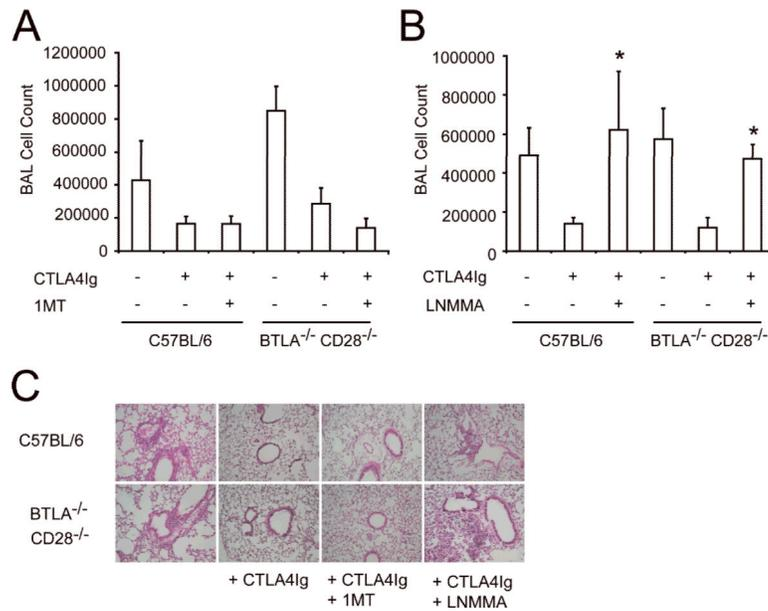 A
BAL Cell Count
1200000
1000000
800000
600000
400000
200000
0
CTLA4Ig - + + - + +
1MT - - + - - +
C57BL/6 BTLA-/- CD28-/-
B
BAL Cell Count
1000000
800000
600000
400000
200000
0
* *
CTLA4Ig - + + - + +
LNMMA - - + - - +
C57BL/6 BTLA-/- CD28-/-
C
C57BL/6
BTLA-/-
CD28-/-
+ CTLA4Ig + CTLA4Ig + CTLA4Ig
+ 1MT + LNMMA